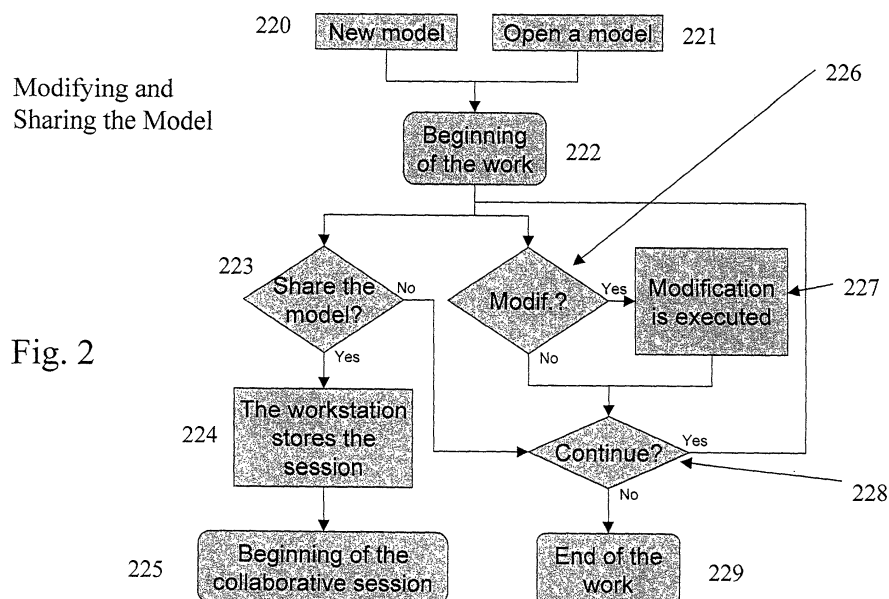 220
New model
Open a model
221
Modifying and
Sharing the Model
226
Beginning
of the work
222
223
Share the
model?
No
Modif.?
Yes
Modification
is executed
227
Fig. 2
Yes
No
224
The workstation
stores the
session
Continue?
Yes
228
No
225
Beginning of the
collaborative session
End of the
work
229